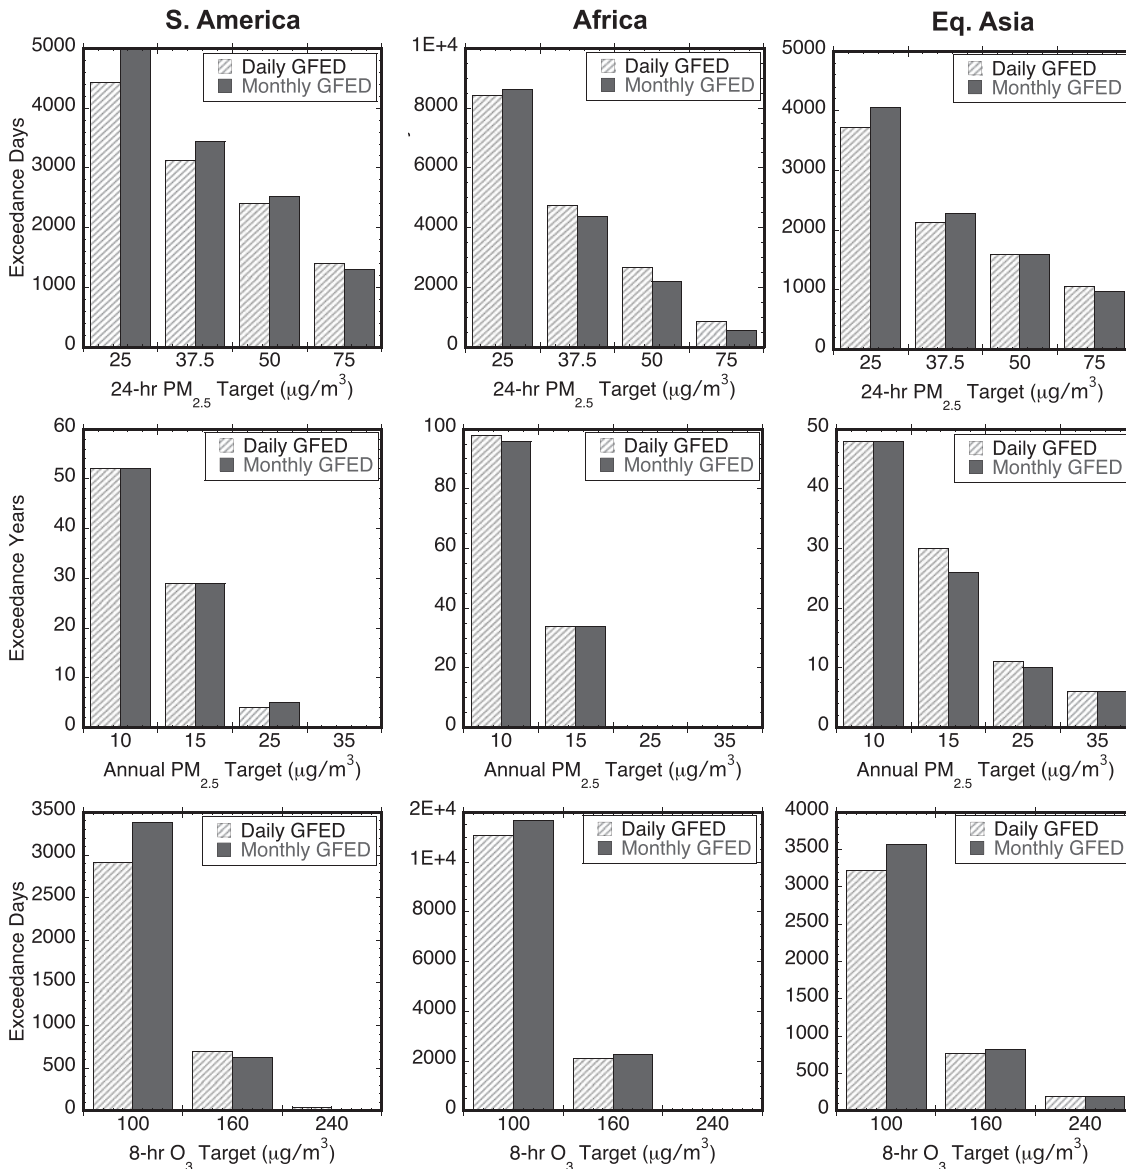 S. America
Africa
Eq. Asia
5000
4000
3000
2000
1000
0
Exceedance Days
Daily GFED
Monthly GFED
25 37.5 50 75
24-hr PM2.5 Target (μg/m3)
1E+4
8000
6000
4000
2000
0
Daily GFED
Monthly GFED
25 37.5 50 75
24-hr PM2.5 Target (μg/m3)
5000
4000
3000
2000
1000
0
Daily GFED
Monthly GFED
25 37.5 50 75
24-hr PM2.5 Target (μg/m3)
60
50
40
30
20
10
0
Exceedance Years
Daily GFED
Monthly GFED
10 15 25 35
Annual PM2.5 Target (μg/m3)
100
80
60
40
20
0
Daily GFED
Monthly GFED
10 15 25 35
Annual PM2.5 Target (μg/m3)
50
40
30
20
10
0
Daily GFED
Monthly GFED
10 15 25 35
Annual PM2.5 Target (μg/m3)
3500
3000
2500
2000
1500
1000
500
0
Exceedance Days
Daily GFED
Monthly GFED
100 160 240
8-hr O3 Target (μg/m3)
2E+4
1E+4
8000
6000
4000
2000
0
Daily GFED
Monthly GFED
100 160 240
8-hr O3 Target (μg/m3)
4000
3500
3000
2500
2000
1500
1000
500
0
Daily GFED
Monthly GFED
100 160 240
8-hr O3 Target (μg/m3)